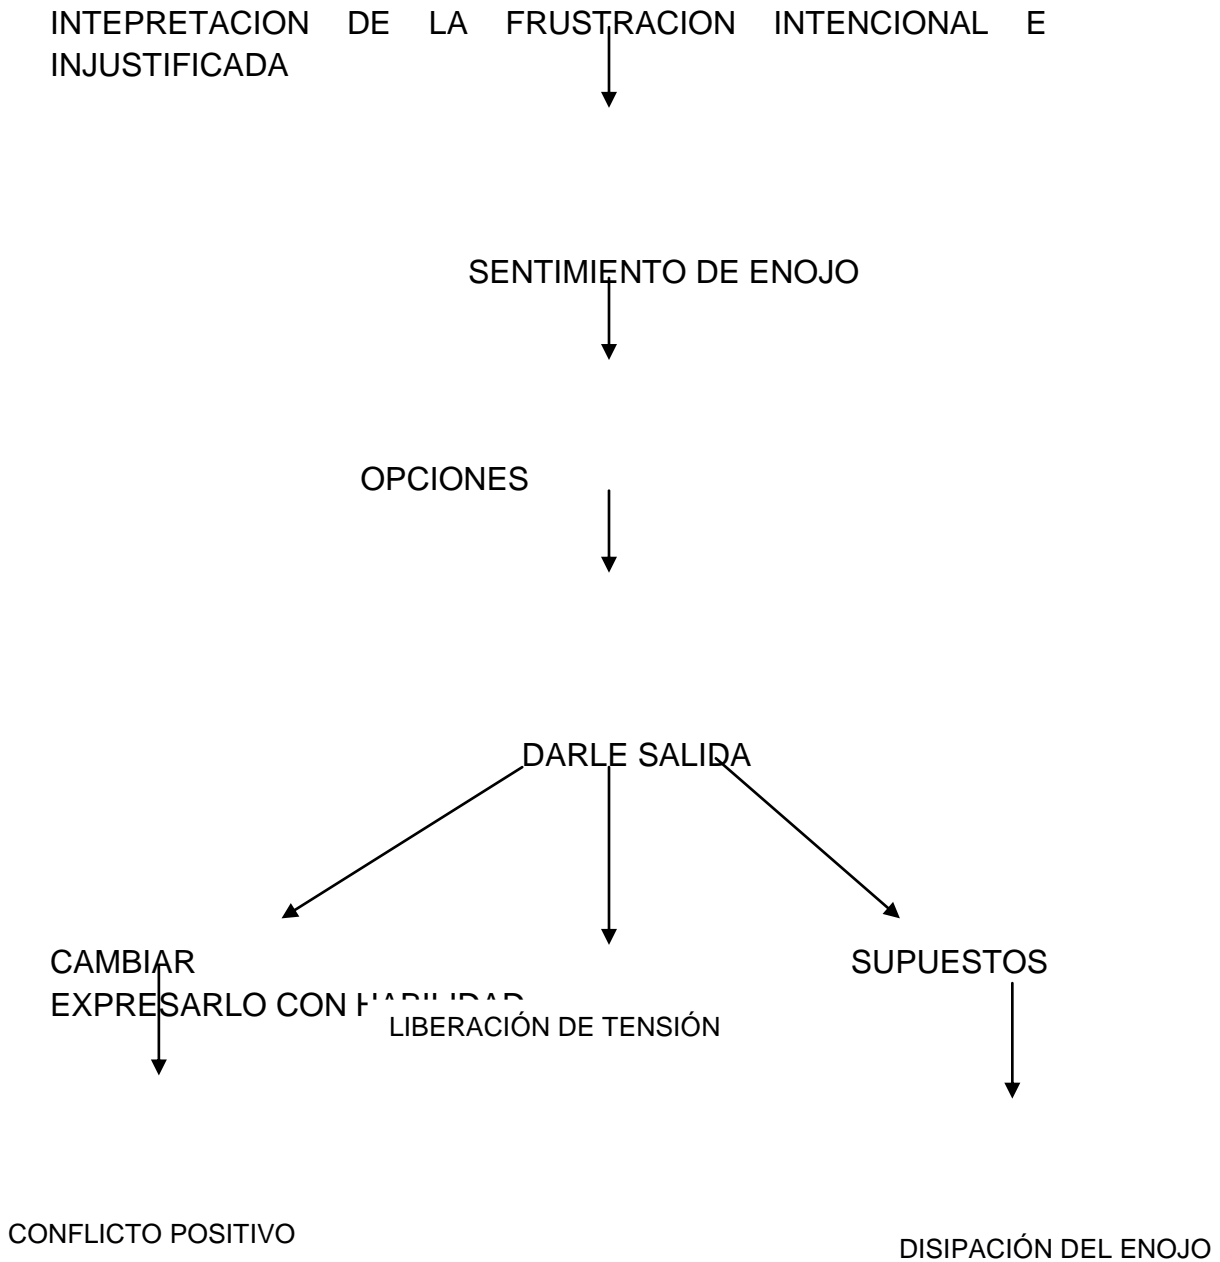 INTEPRETACION DE LA FRUSTRACION INTENCIONAL E
INJUSTIFICADA
SENTIMIENTO DE ENOJO
OPCIONES
DARLE SALIDA
CAMBIAR SUPUESTOS
EXPRESARLO CON HABILIDAD
LIBERACIÓN DE TENSIÓN
CONFLICTO POSITIVO
DISIPACIÓN DEL ENOJO